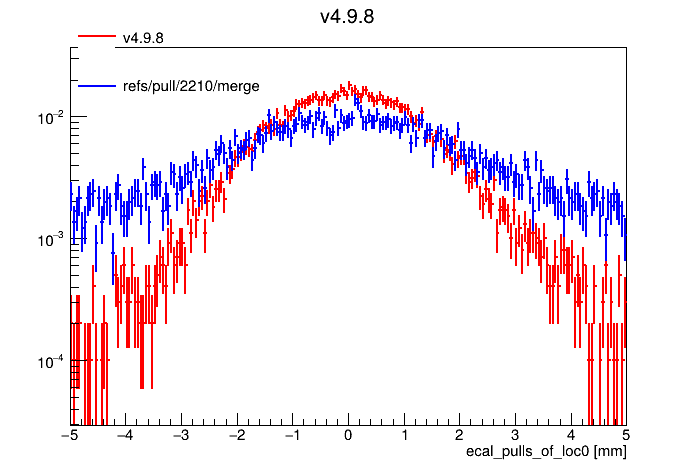 v4.9.8
v4.9.8
refs/pull/2210/merge
10⁻²
10⁻³
10⁻⁴
−5 −4 −3 −2 −1 0 1 2 3 4 5
ecal_pulls_of_loc0 [mm]